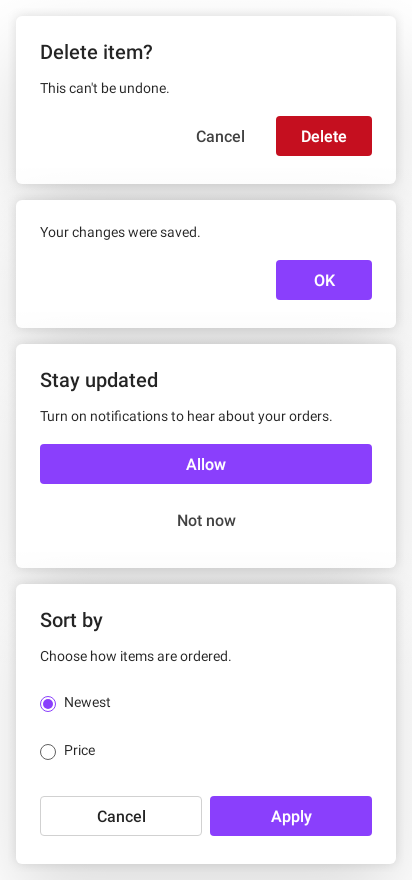 Delete item?
This can't be undone.
Cancel Delete
Your changes were saved.
OK
Stay updated
Turn on notifications to hear about your orders.
Allow
Not now
Sort by
Choose how items are ordered.
Newest
Price
Cancel Apply